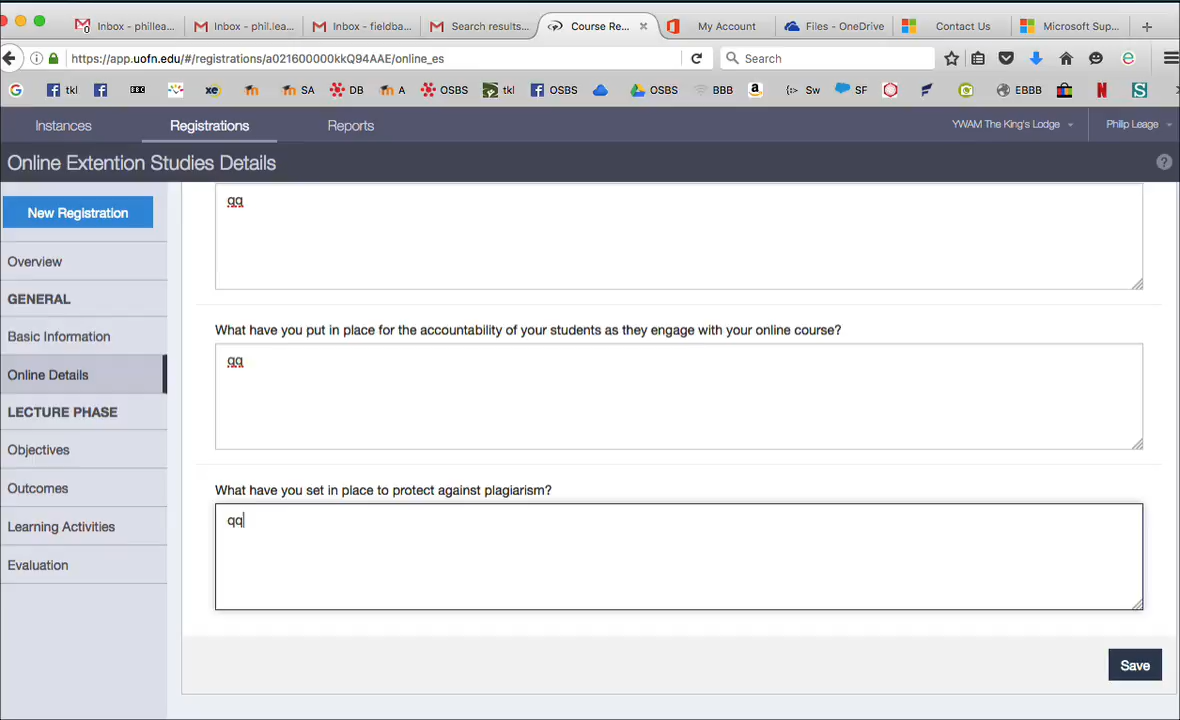 Inbox - phillea...
Inbox - phil.lea...
Inbox - fieldba...
Search results...
Course Re...
My Account
Files - OneDrive
Contact Us
Microsoft Sup...
https://app.uofn.edu/#/registrations/a021600000kkQ94AAE/online_es
Search
tkl
SA
DB
A
OSBS
tkl
OSBS
OSBS
BBB
Sw
SF
EBBB
Instances
Registrations
Reports
YWAM The King's Lodge
Philip Leage
Online Extention Studies Details
New Registration
Overview
GENERAL
Basic Information
Online Details
LECTURE PHASE
Objectives
Outcomes
Learning Activities
Evaluation
qq
What have you put in place for the accountability of your students as they engage with your online course?
qq
What have you set in place to protect against plagiarism?
qq
Save